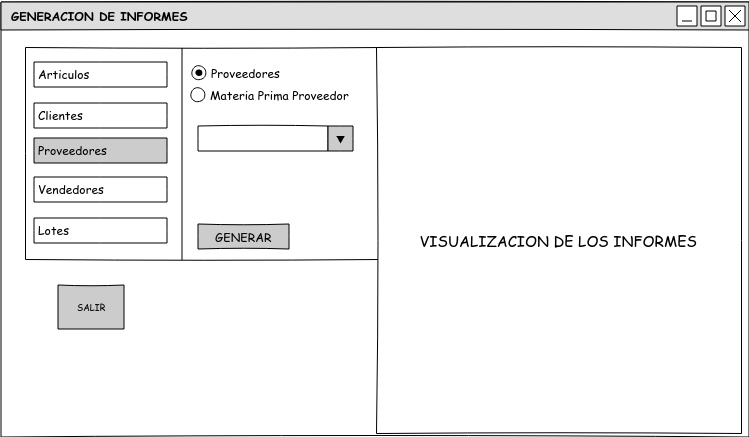 GENERACION DE INFORMES
Articulos
Clientes
Proveedores
Vendedores
Lotes
Proveedores
Materia Prima Proveedor
GENERAR
SALIR
VISUALIZACION DE LOS INFORMES